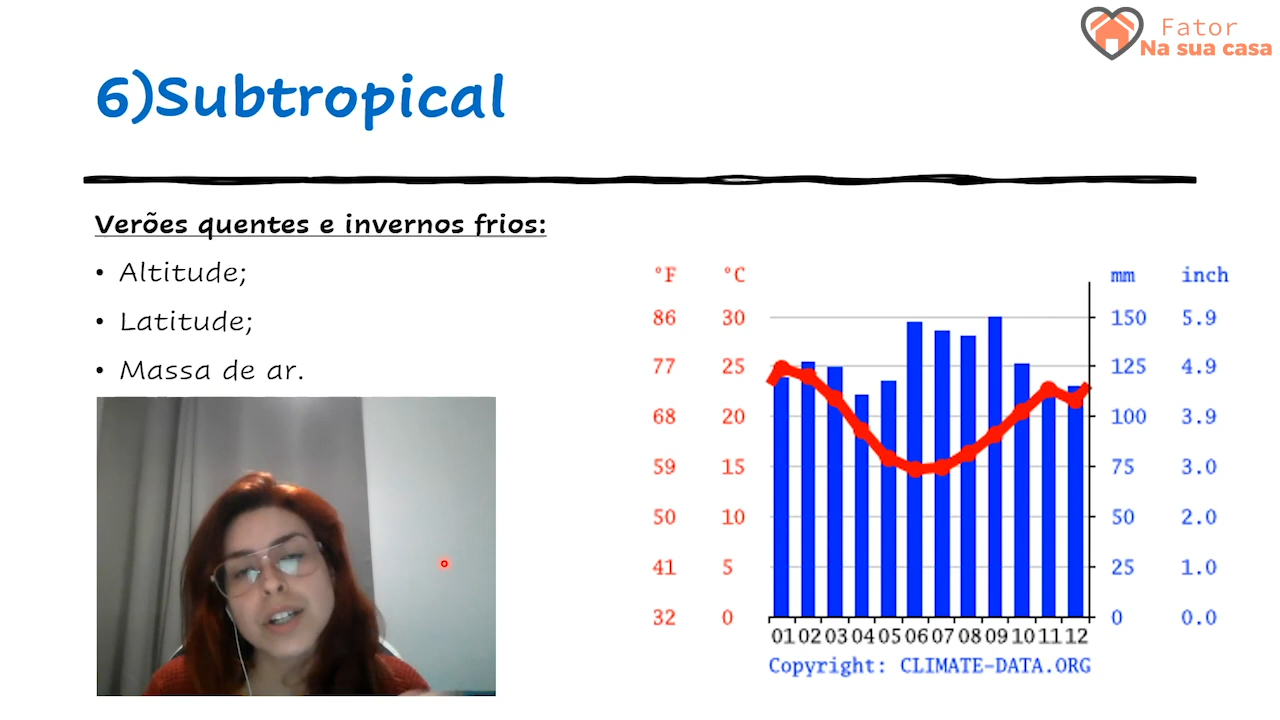 Fator
Na sua casa
6)Subtropical
Verões quentes e invernos frios:
• Altitude;
• Latitude;
• Massa de ar.
°F °C mm inch
86 30 150 5.9
77 25 125 4.9
68 20 100 3.9
59 15 75 3.0
50 10 50 2.0
41 5 25 1.0
32 0 0 0.0
01 02 03 04 05 06 07 08 09 10 11 12
Copyright: CLIMATE-DATA.ORG